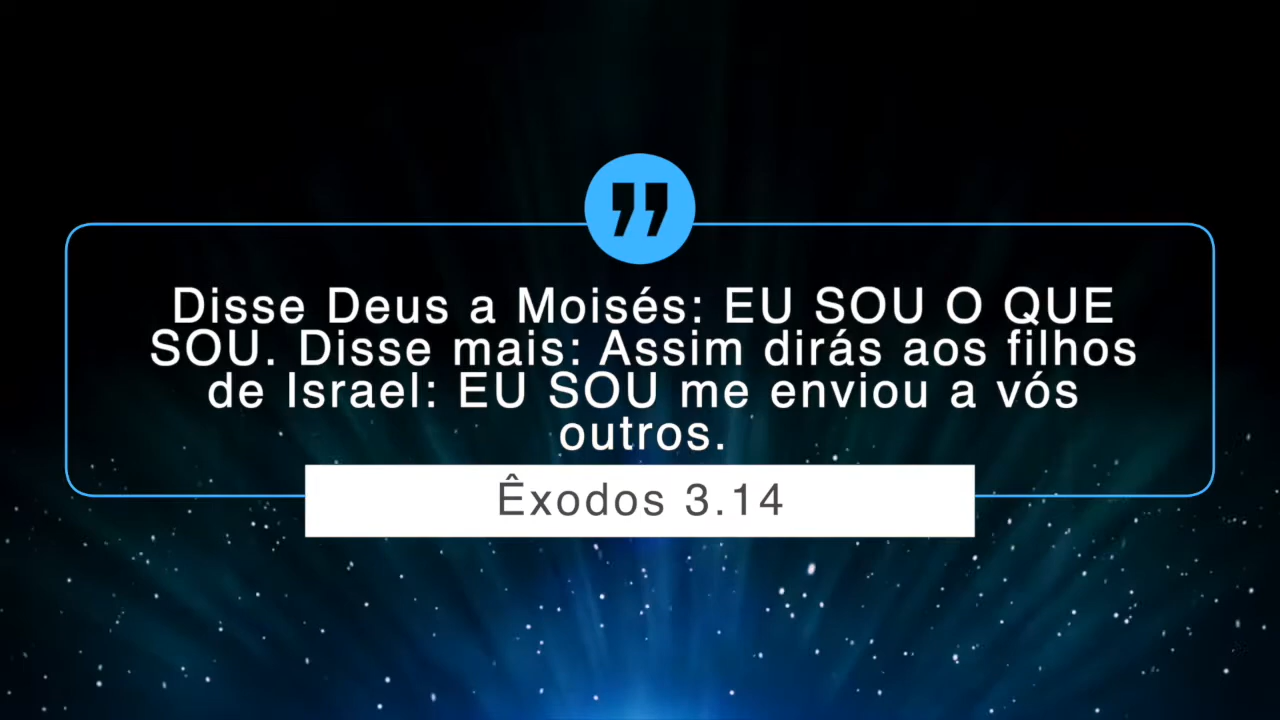 Disse Deus a Moisés: EU SOU O QUE
SOU. Disse mais: Assim dirás aos filhos
de Israel: EU SOU me enviou a vós
outros.
Êxodos 3.14